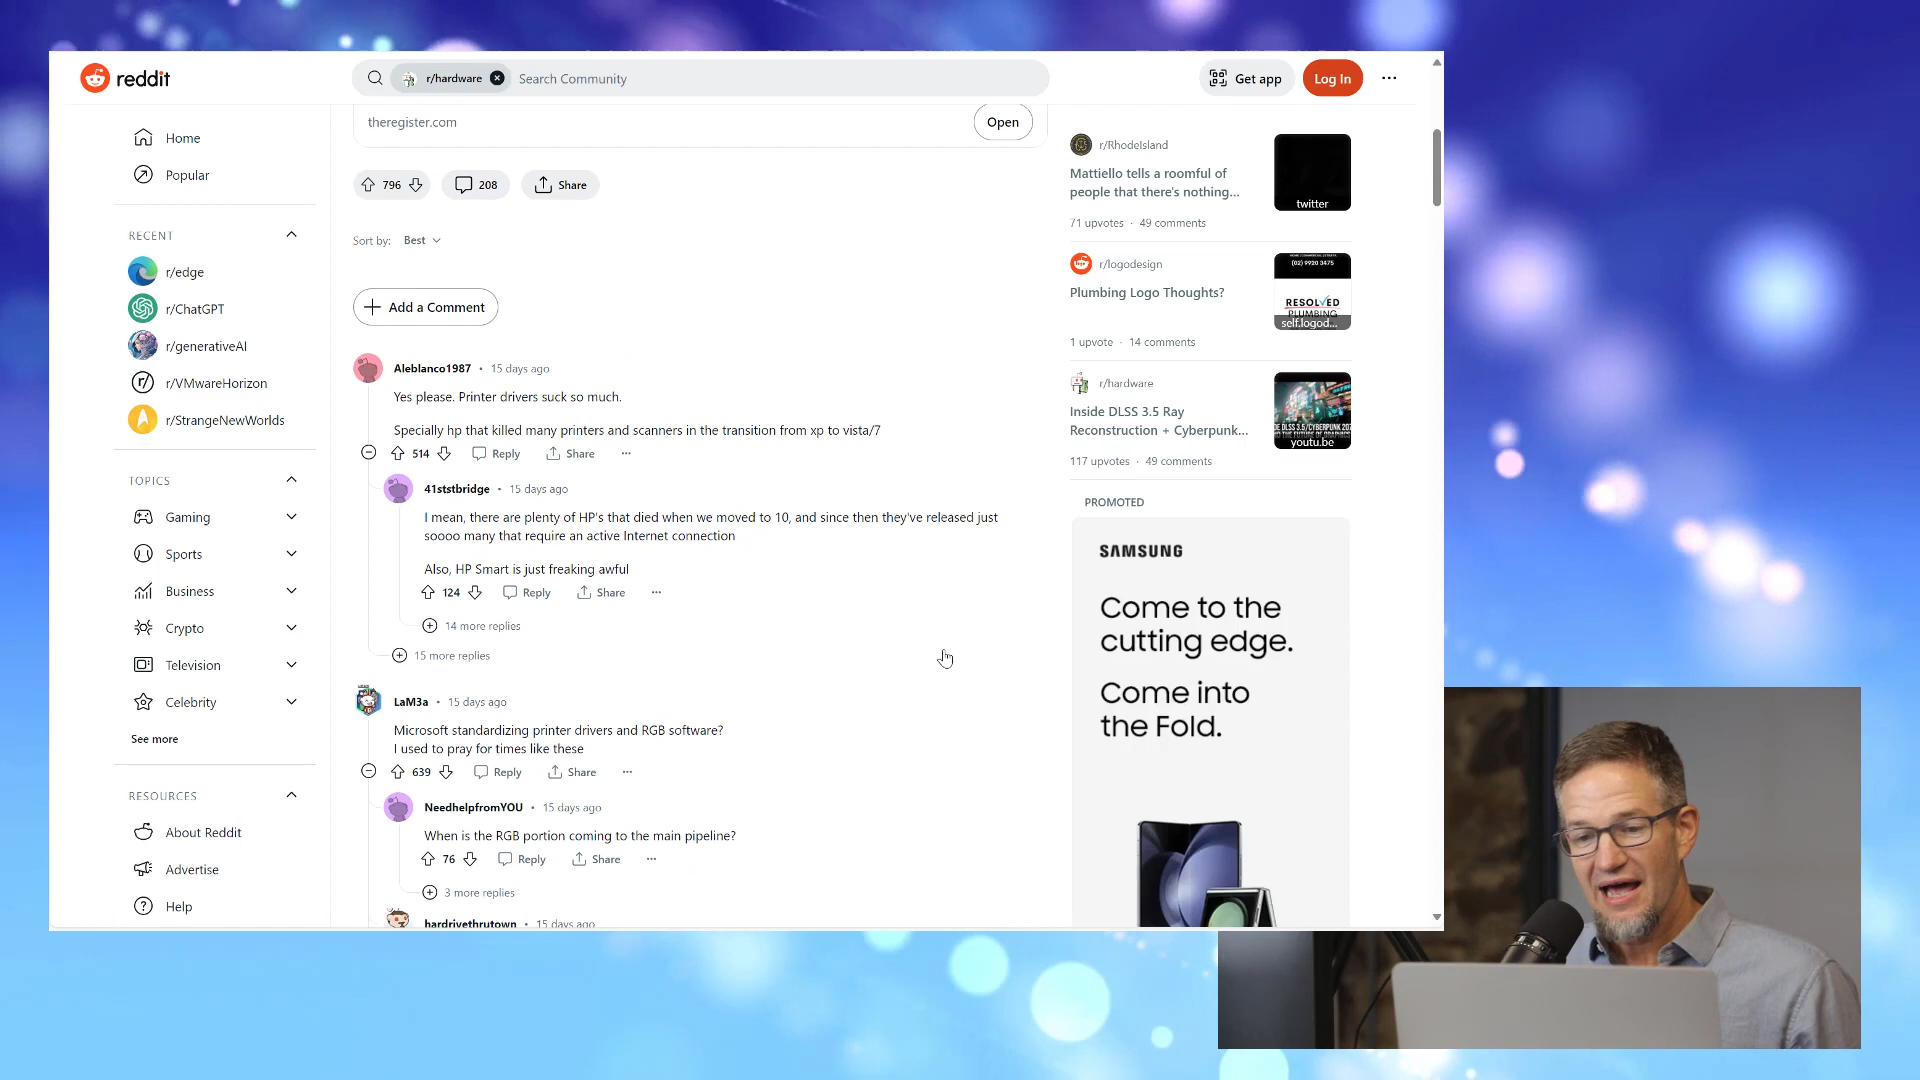 reddit
r/hardware
Search Community
Get app
Log In
theregister.com
Open
Home
Popular
RECENT
r/edge
r/ChatGPT
r/generativeAI
r/VMwareHorizon
r/StrangeNewWorlds
TOPICS
Gaming
Sports
Business
Crypto
Television
Celebrity
See more
RESOURCES
About Reddit
Advertise
Help
796
208
Share
Sort by: Best
Add a Comment
Aleblanco1987 • 15 days ago
Yes please. Printer drivers suck so much.
Specially hp that killed many printers and scanners in the transition from xp to vista/7
514 Reply Share ...
41ststbridge • 15 days ago
I mean, there are plenty of HP's that died when we moved to 10, and since then they've released just
soooo many that require an active Internet connection
Also, HP Smart is just freaking awful
124 Reply Share ...
14 more replies
15 more replies
LaM3a • 15 days ago
Microsoft standardizing printer drivers and RGB software?
I used to pray for times like these
639 Reply Share ...
NeedhelpfromYOU • 15 days ago
When is the RGB portion coming to the main pipeline?
76 Reply Share ...
3 more replies
hardrivethrutown • 15 days ago
r/RhodeIsland
Mattiello tells a roomful of
people that there's nothing...
twitter
71 upvotes · 49 comments
r/logodesign
Plumbing Logo Thoughts?
(02) 9920 3475
RESOLVED
PLUMBING
self.logod...
1 upvote · 14 comments
r/hardware
Inside DLSS 3.5 Ray
Reconstruction + Cyberpunk...
youtu.be
117 upvotes · 49 comments
PROMOTED
SAMSUNG
Come to the
cutting edge.
Come into
the Fold.